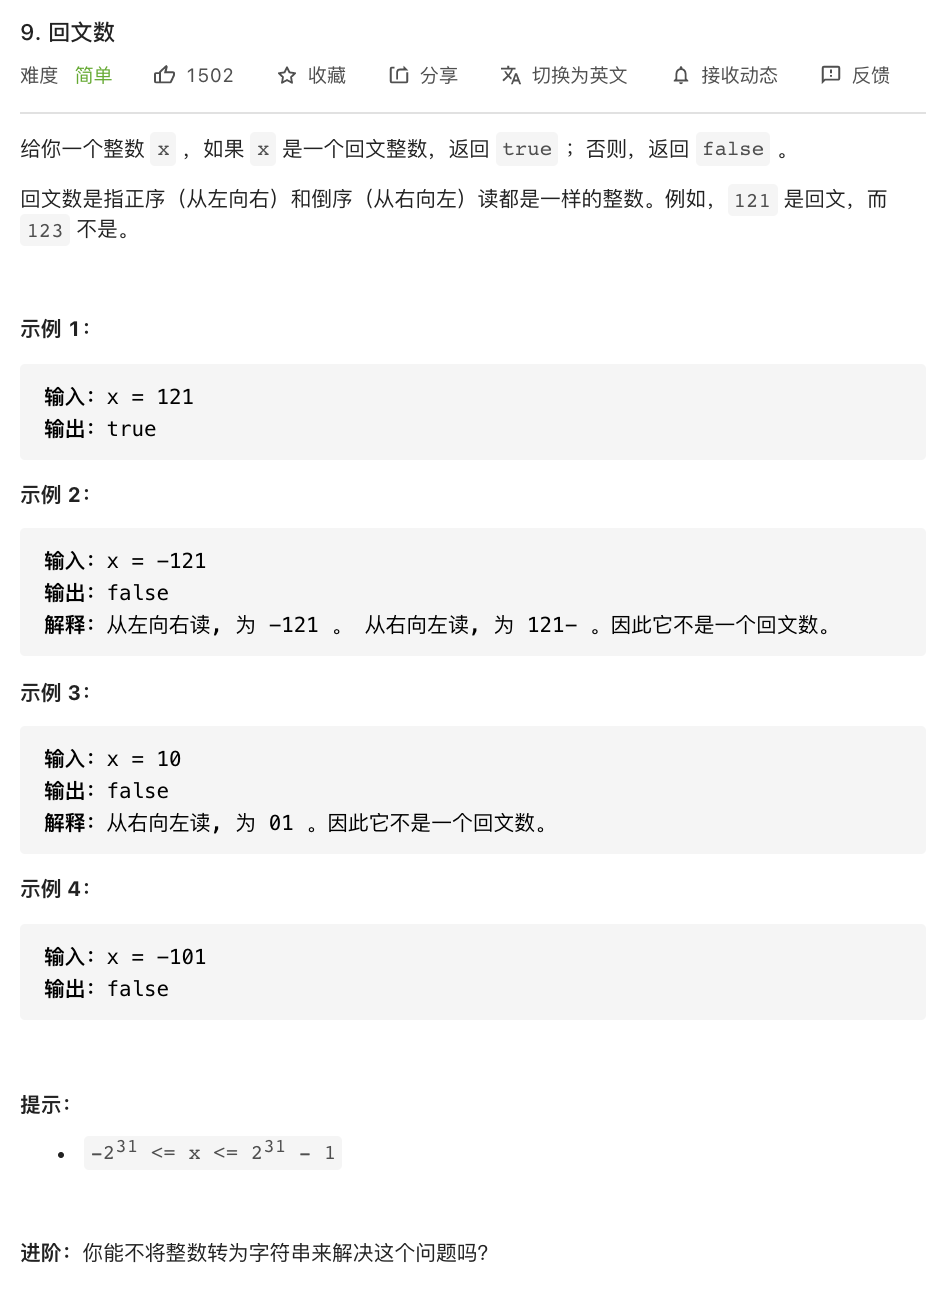 9. 回文数
难度 简单 1502 收藏 分享 切换为英文 接收动态 反馈
给你一个整数 x ，如果 x 是一个回文整数，返回 true ；否则，返回 false 。
回文数是指正序（从左向右）和倒序（从右向左）读都是一样的整数。例如， 121 是回文，而
123 不是。
示例 1：
输入：x = 121
输出：true
示例 2：
输入：x = -121
输出：false
解释：从左向右读, 为 -121 。 从右向左读, 为 121- 。因此它不是一个回文数。
示例 3：
输入：x = 10
输出：false
解释：从右向左读, 为 01 。因此它不是一个回文数。
示例 4：
输入：x = -101
输出：false
提示：
• -2³¹ <= x <= 2³¹ - 1
进阶：你能不将整数转为字符串来解决这个问题吗？